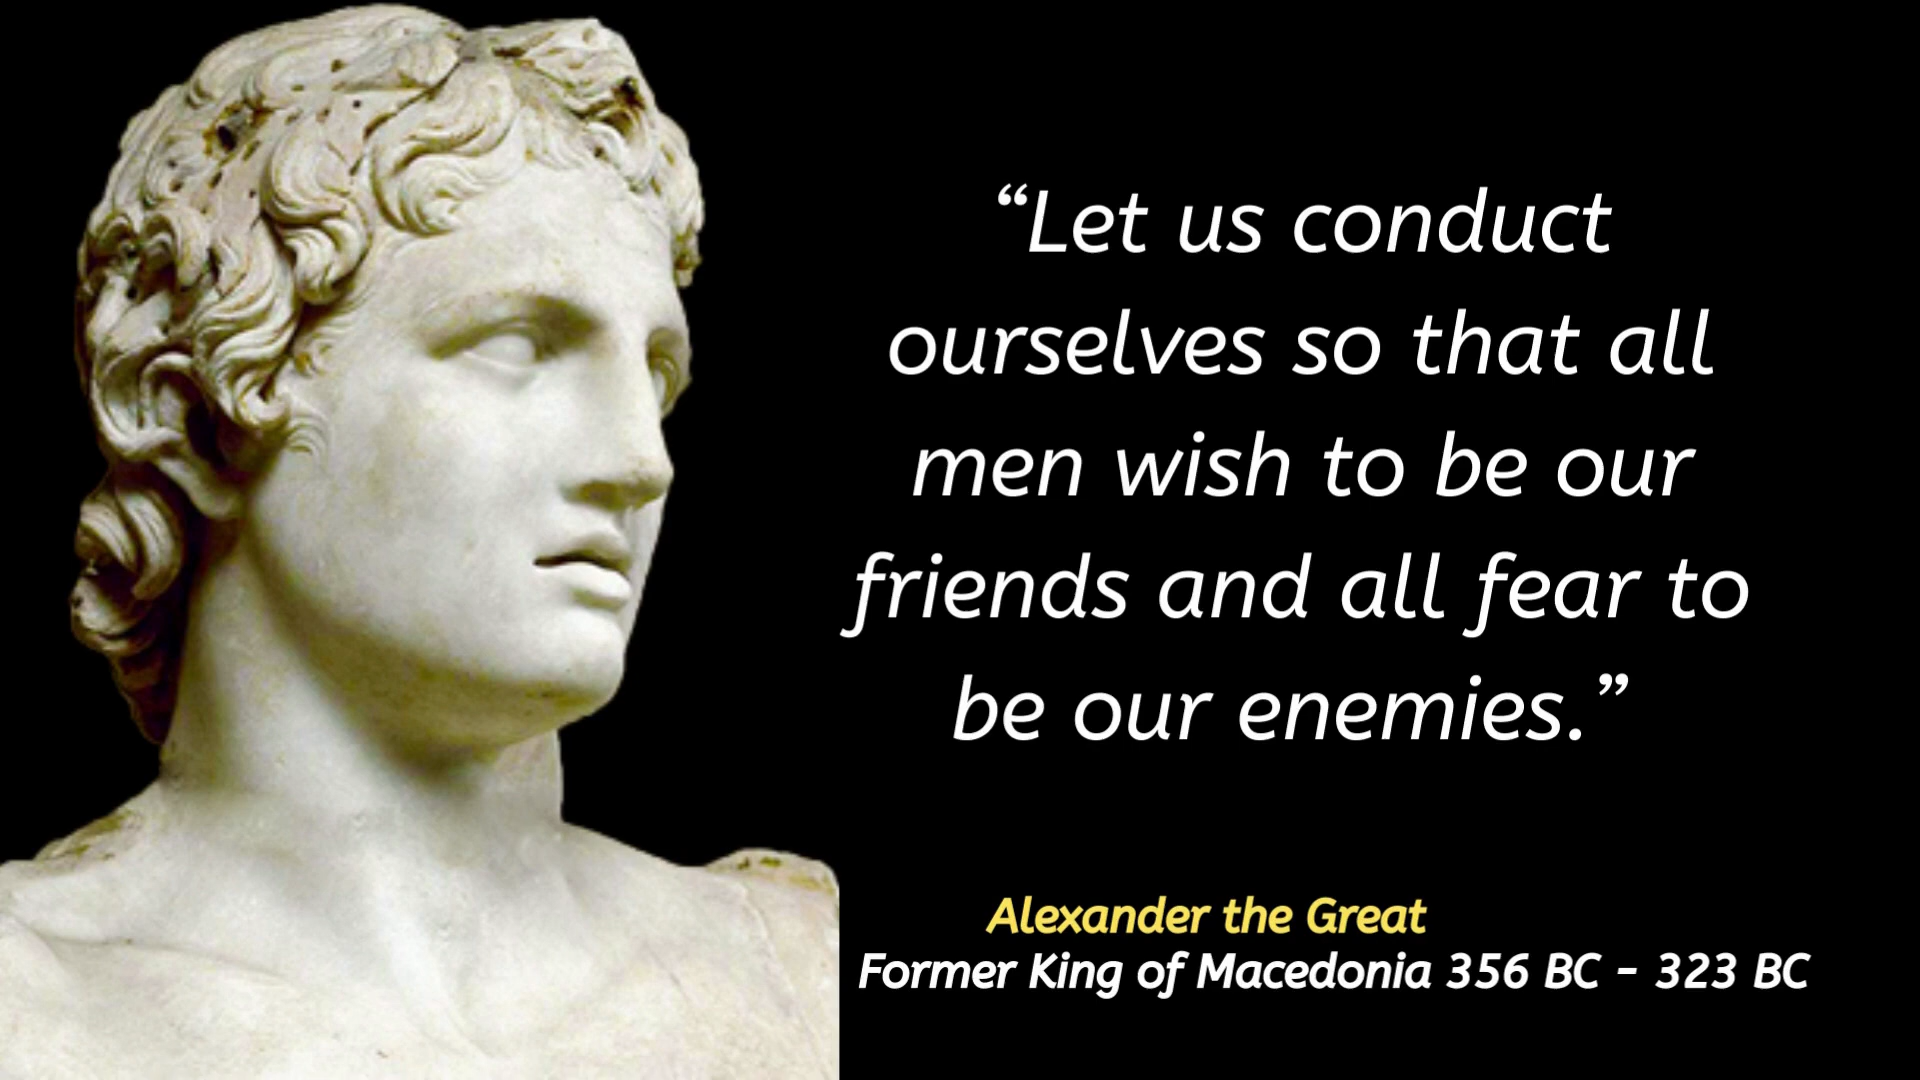 “Let us conduct
ourselves so that all
men wish to be our
friends and all fear to
be our enemies.”
Alexander the Great
Former King of Macedonia 356 BC - 323 BC